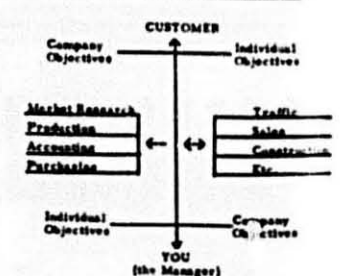 CUSTOMER
Company
Objectives
Individual
Objectives
Market Research
Production
Accounting
Purchasing
Traffic
Sales
Construction
Etc.
Individual
Objectives
Company
Objectives
YOU
(the Manager)